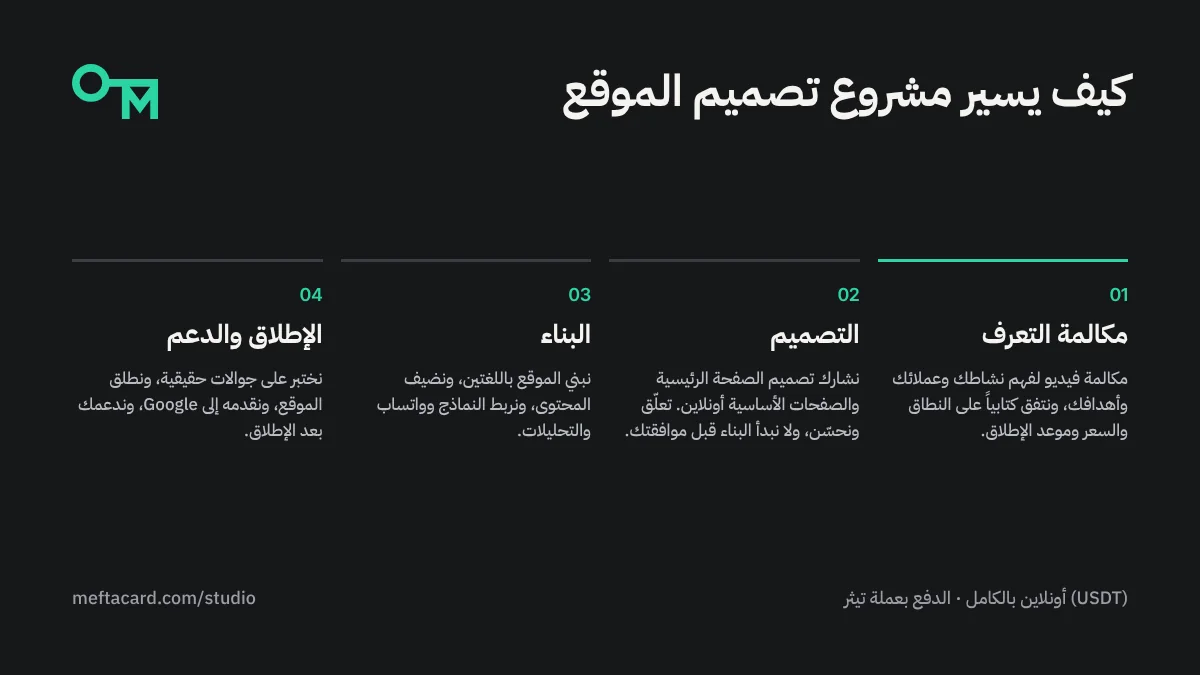 كيف يسير مشروع تصميم الموقع
01
مكالمة التعرف
مكالمة فيديو لفهم نشاطك وعملائك
وأهدافك، ونتفق كتابياً على النطاق
والسعر وموعد الإطلاق.
02
التصميم
نشارك تصميم الصفحة الرئيسية
والصفحات الأساسية أونلاين. تعلّق
ونحسّن، ولا نبدأ البناء قبل موافقتك.
03
البناء
نبني الموقع باللغتين، ونضيف
المحتوى، ونربط النماذج وواتساب
والتحليلات.
04
الإطلاق والدعم
نختبر على جوالات حقيقية، ونطلق
الموقع، ونقدمه إلى Google، وندعمك
بعد الإطلاق.
(USDT) أونلاين بالكامل · الدفع بعملة تيثر
meftacard.com/studio